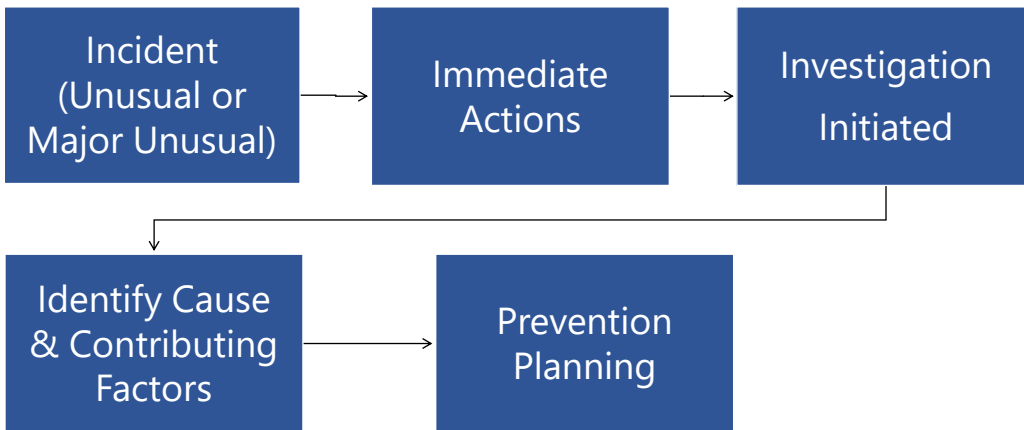 Incident
(Unusual or
Major Unusual)
Immediate
Actions
Investigation
Initiated
Identify Cause
& Contributing
Factors
Prevention
Planning